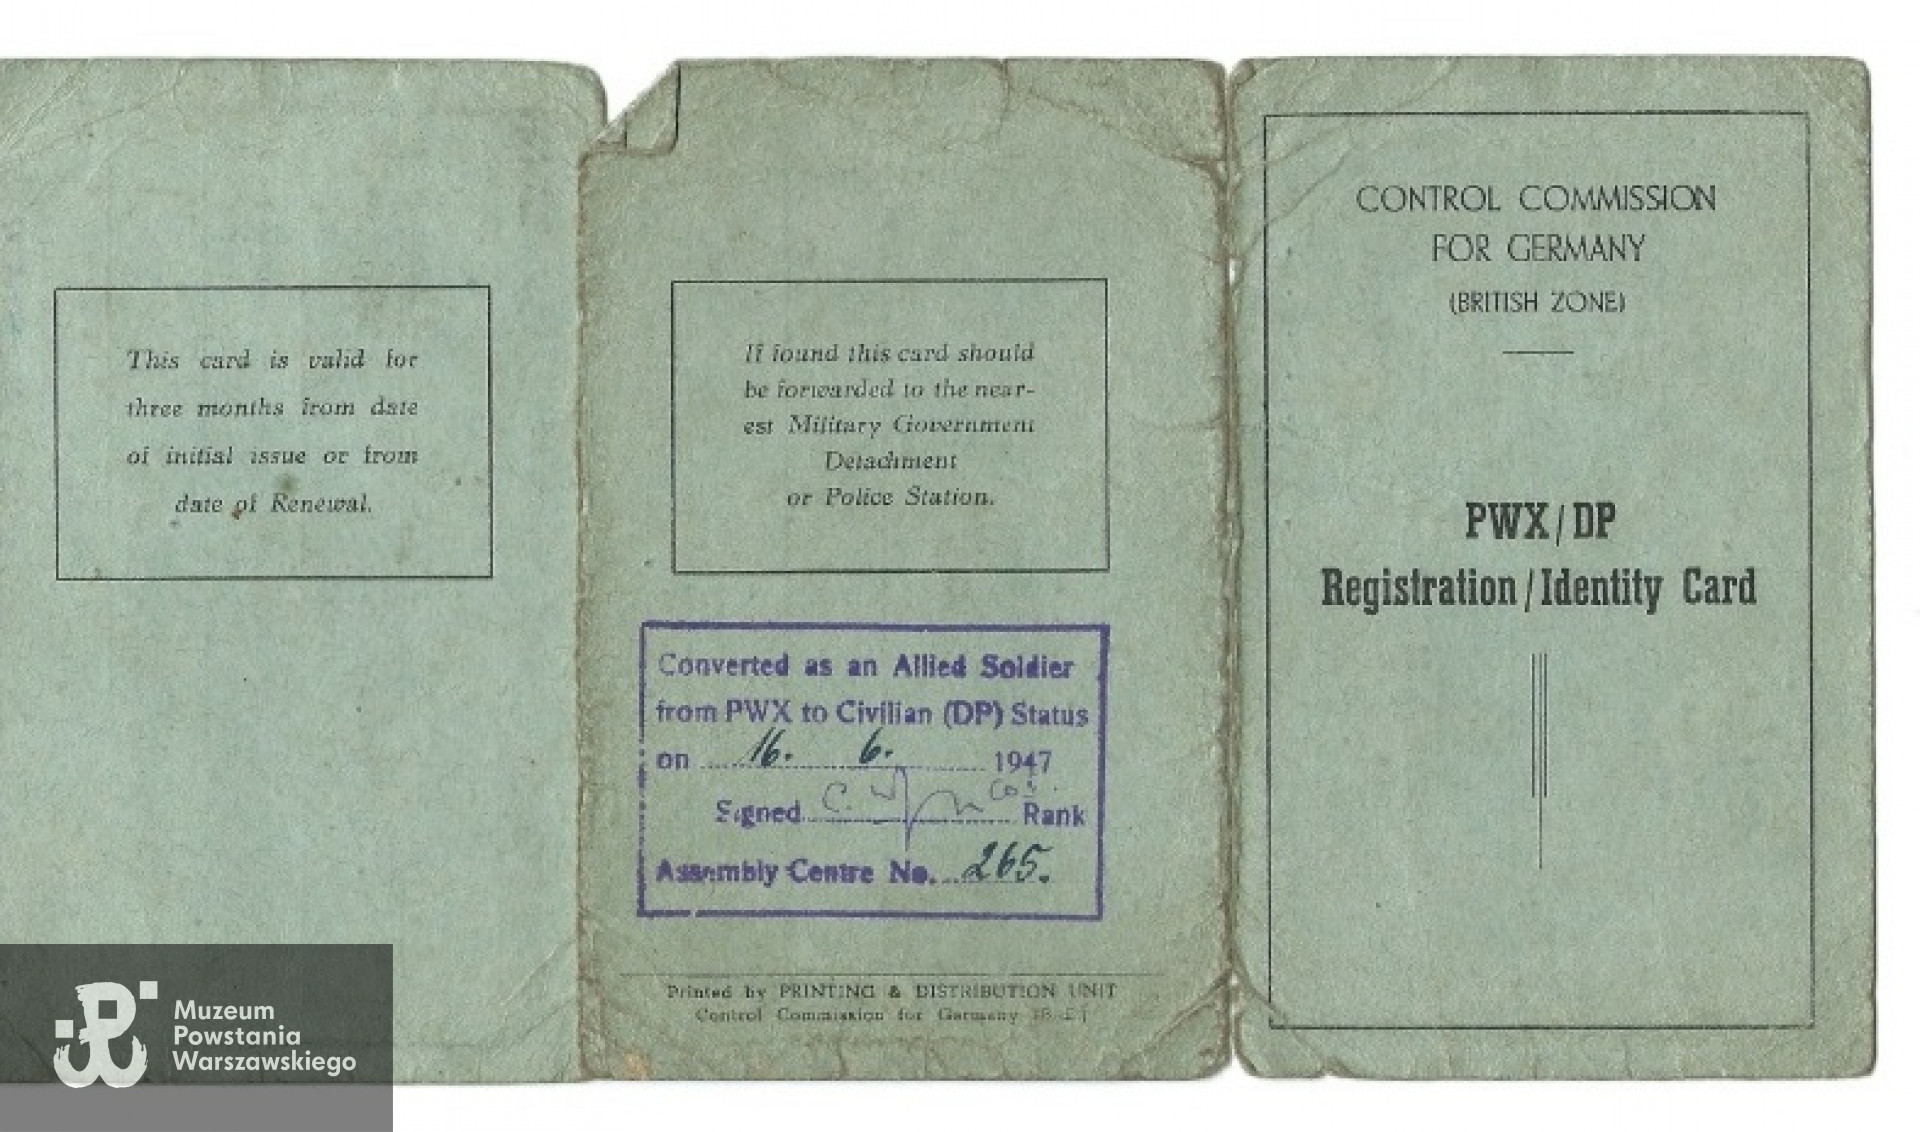 This card is valid for
three months from date
of initial issue or from
date of Renewal.
If found this card should
be forwarded to the near-
est Military Government
Detachment
or Police Station.
Converted as an Allied Soldier
from PWX to Civilian (DP) Status
on 16. 6. 1947
Signed Rank
Assembly Centre No. 265.
Printed by PRINTING & DISTRIBUTION UNIT
Control Commission for Germany
CONTROL COMMISSION
FOR GERMANY
(BRITISH ZONE)
PWX/DP
Registration/Identity Card
Muzeum
Powstania
Warszawskiego